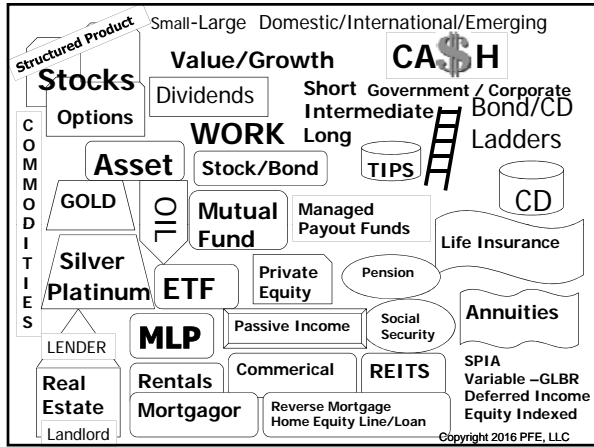 Structured Product
Small-Large Domestic/International/Emerging
Stocks
Value/Growth
CA$H
Options
Dividends
Short Government / Corporate
Intermediate
Long
Bond/CD
Ladders
COMMODITIES
WORK
Asset
Stock/Bond
TIPS
CD
GOLD
OIL
Mutual
Fund
Managed
Payout Funds
Life Insurance
Silver
Platinum
ETF
Private
Equity
Pension
Annuities
MLP
Passive Income
Social
Security
LENDER
Real
Estate
Landlord
Rentals
Commerical
REITS
SPIA
Variable –GLBR
Deferred Income
Equity Indexed
Mortgagor
Reverse Mortgage
Home Equity Line/Loan
Copyright 2016 PFE, LLC